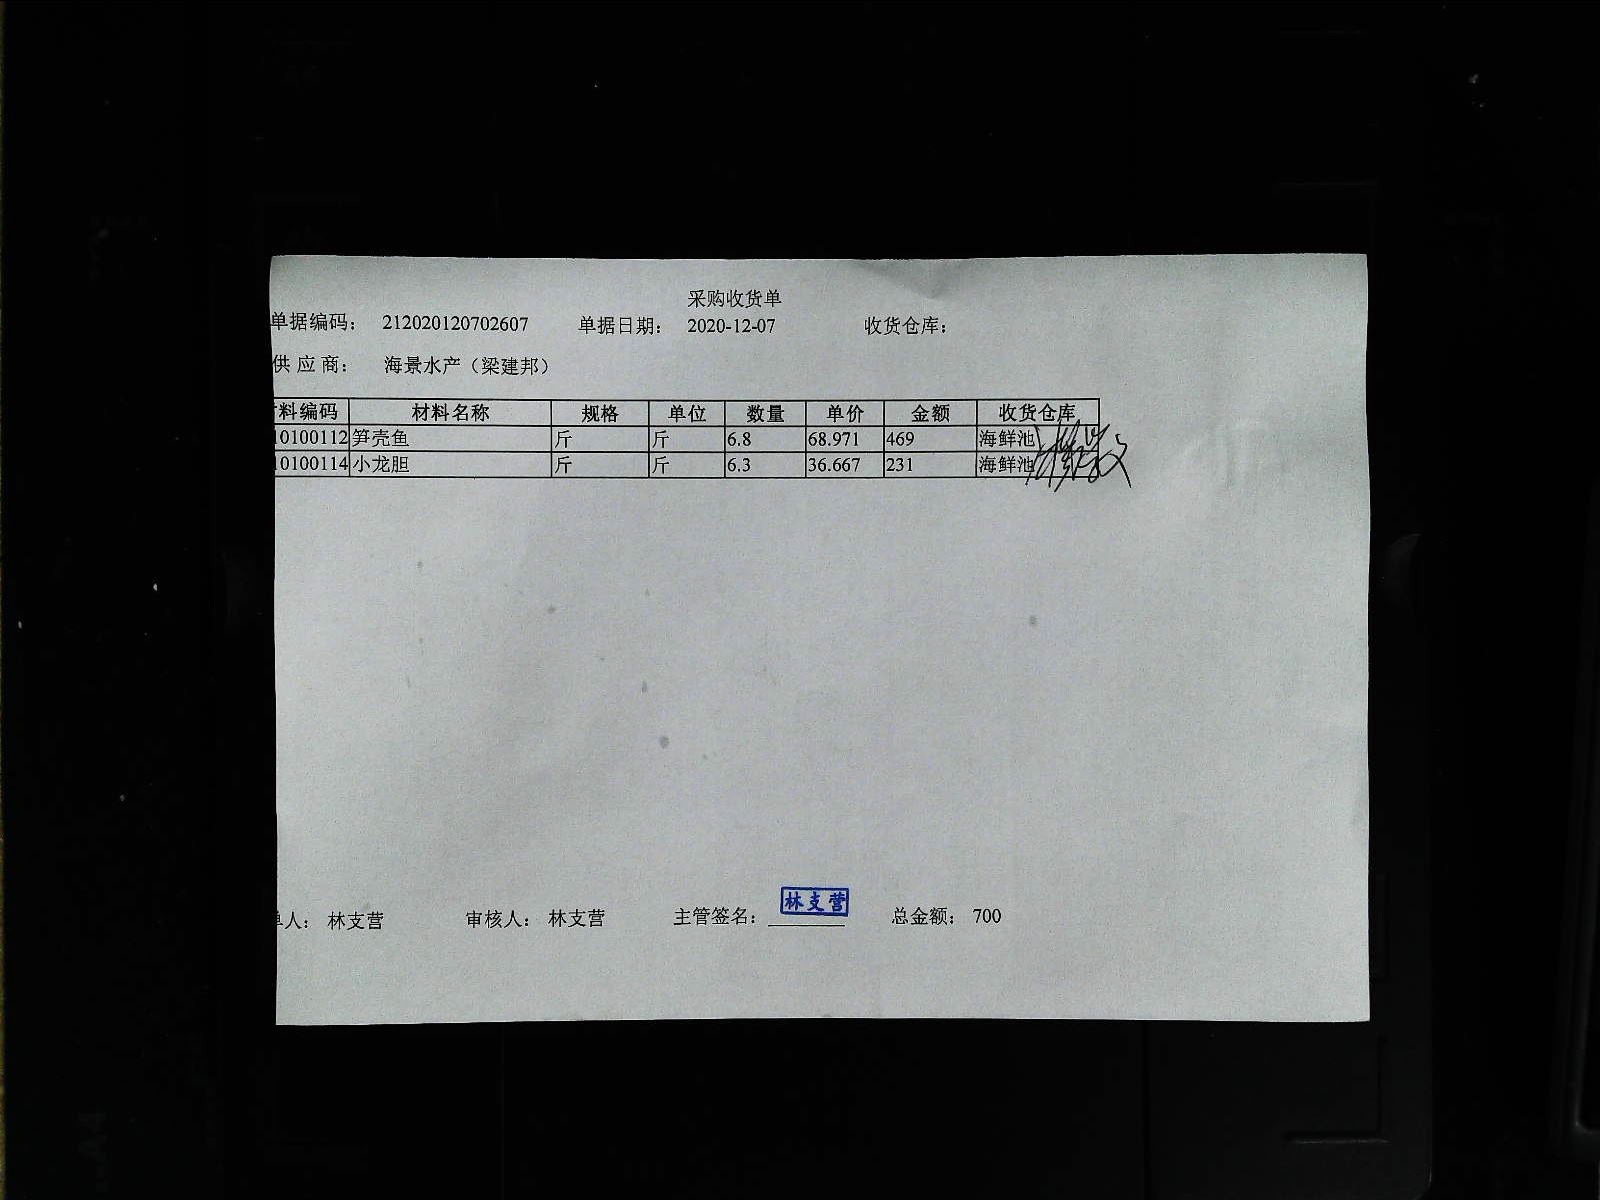 采购收货单
单据编码： 212020120702607 单据日期： 2020-12-07 收货仓库：
供应商： 海景水产（梁建邦）
料编码 材料名称 规格 单位 数量 单价 金额 收货仓库
10100112 笋壳鱼 斤 斤 6.8 68.971 469 海鲜池
10100114 小龙胆 斤 斤 6.3 36.667 231 海鲜池
林支营
单人： 林支营 审核人： 林支营 主管签名： 总金额： 700